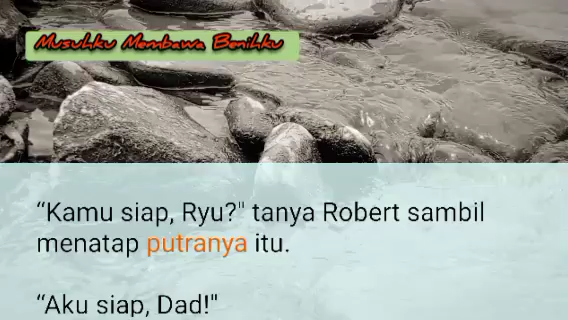 Musuhku Membawa Benihku
“Kamu siap, Ryu?" tanya Robert sambil
menatap putranya itu.
“Aku siap, Dad!"